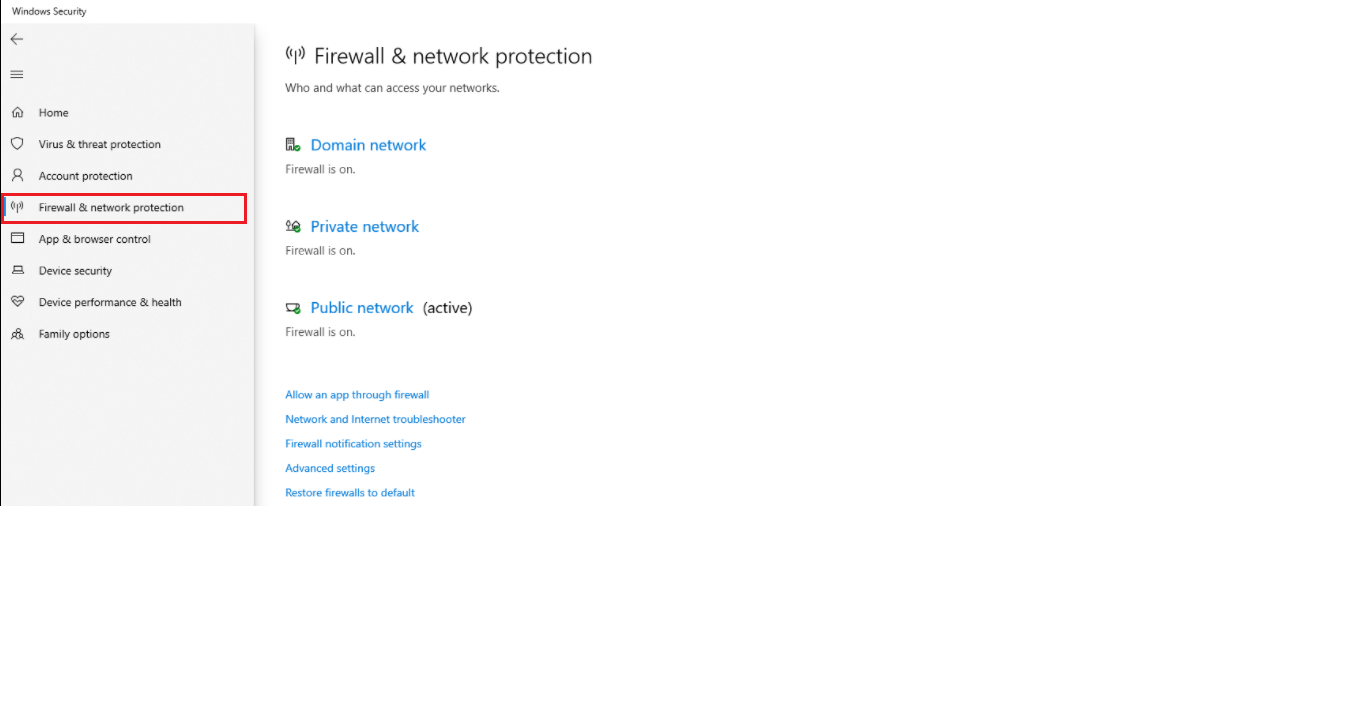 Windows Security
Home
Virus & threat protection
Account protection
Firewall & network protection
App & browser control
Device security
Device performance & health
Family options
Firewall & network protection
Who and what can access your networks.
Domain network
Firewall is on.
Private network
Firewall is on.
Public network (active)
Firewall is on.
Allow an app through firewall
Network and Internet troubleshooter
Firewall notification settings
Advanced settings
Restore firewalls to default